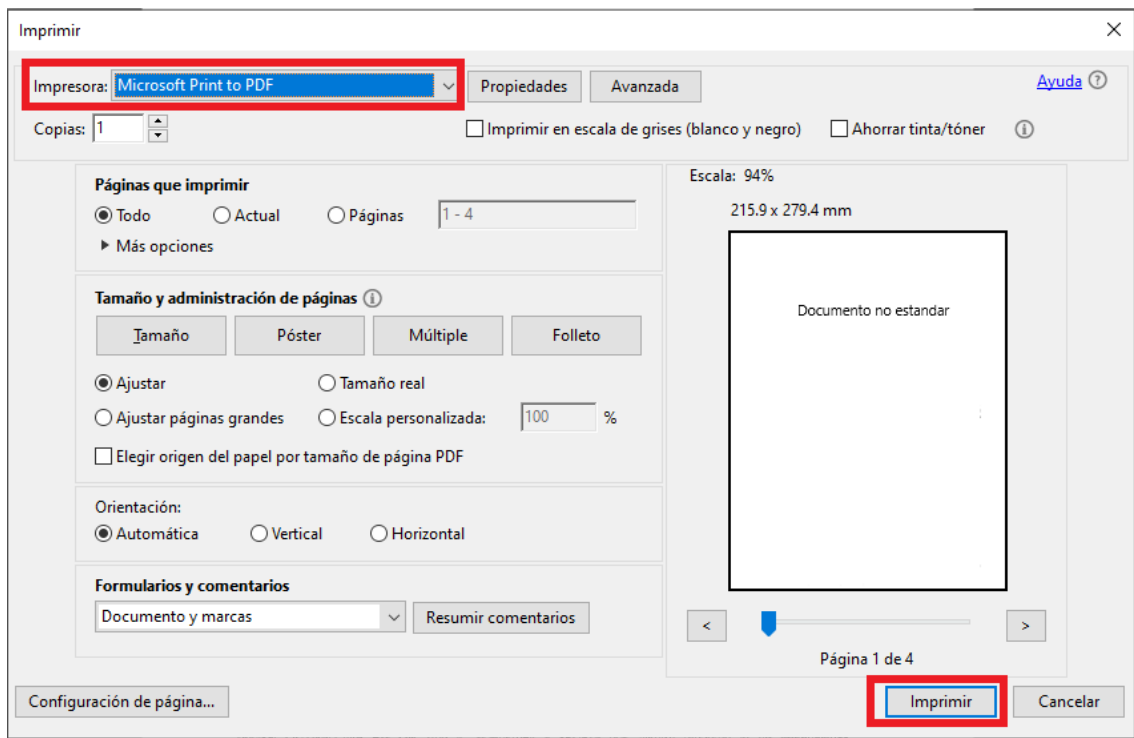 Imprimir
Impresora: Microsoft Print to PDF Propiedades Avanzada Ayuda
Copias: 1 Imprimir en escala de grises (blanco y negro) Ahorrar tinta/tóner
Páginas que imprimir
Todo Actual Páginas 1 - 4
Más opciones
Tamaño y administración de páginas
Tamaño Póster Múltiple Folleto
Ajustar Tamaño real
Ajustar páginas grandes Escala personalizada: 100 %
Elegir origen del papel por tamaño de página PDF
Orientación:
Automática Vertical Horizontal
Formularios y comentarios
Documento y marcas Resumir comentarios
Escala: 94%
215.9 x 279.4 mm
Documento no estandar
< >
Página 1 de 4
Configuración de página... Imprimir Cancelar